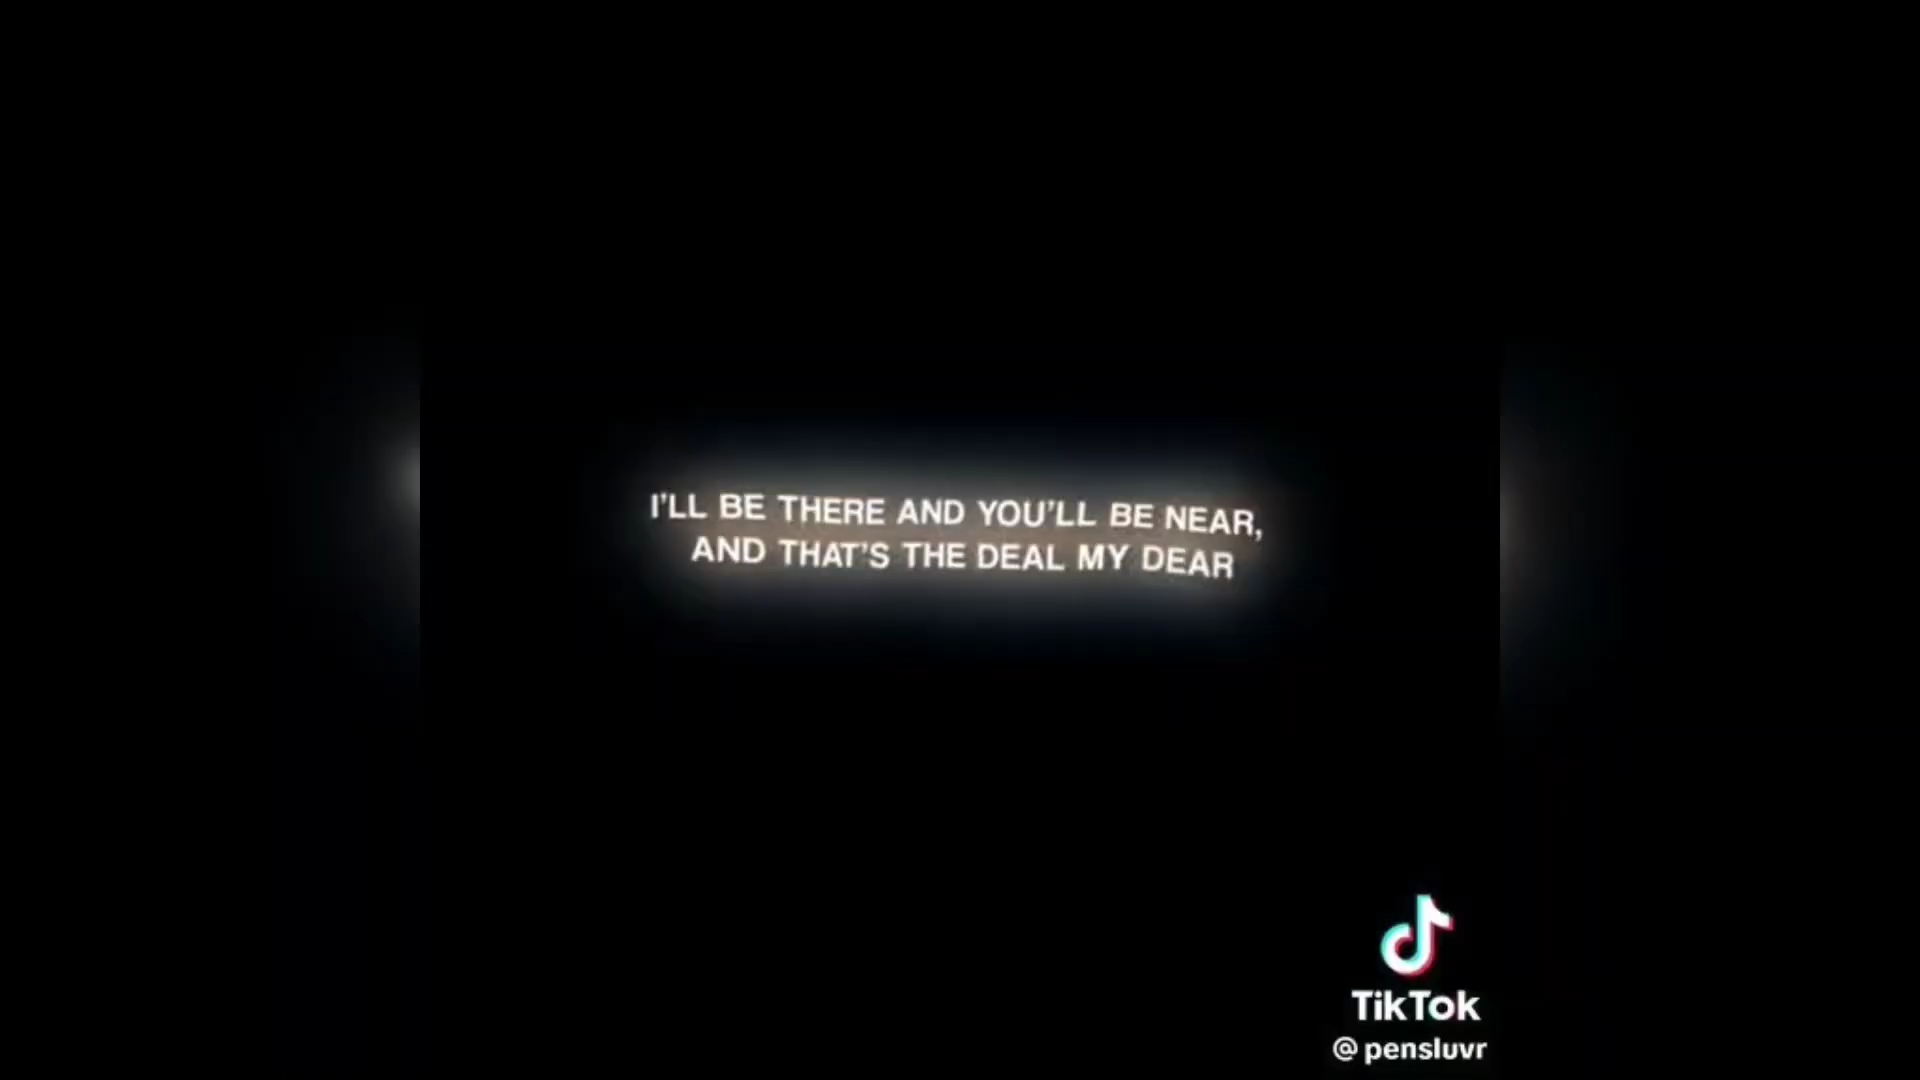 I'LL BE THERE AND YOU'LL BE NEAR,
AND THAT'S THE DEAL MY DEAR
TikTok
@pensluvr